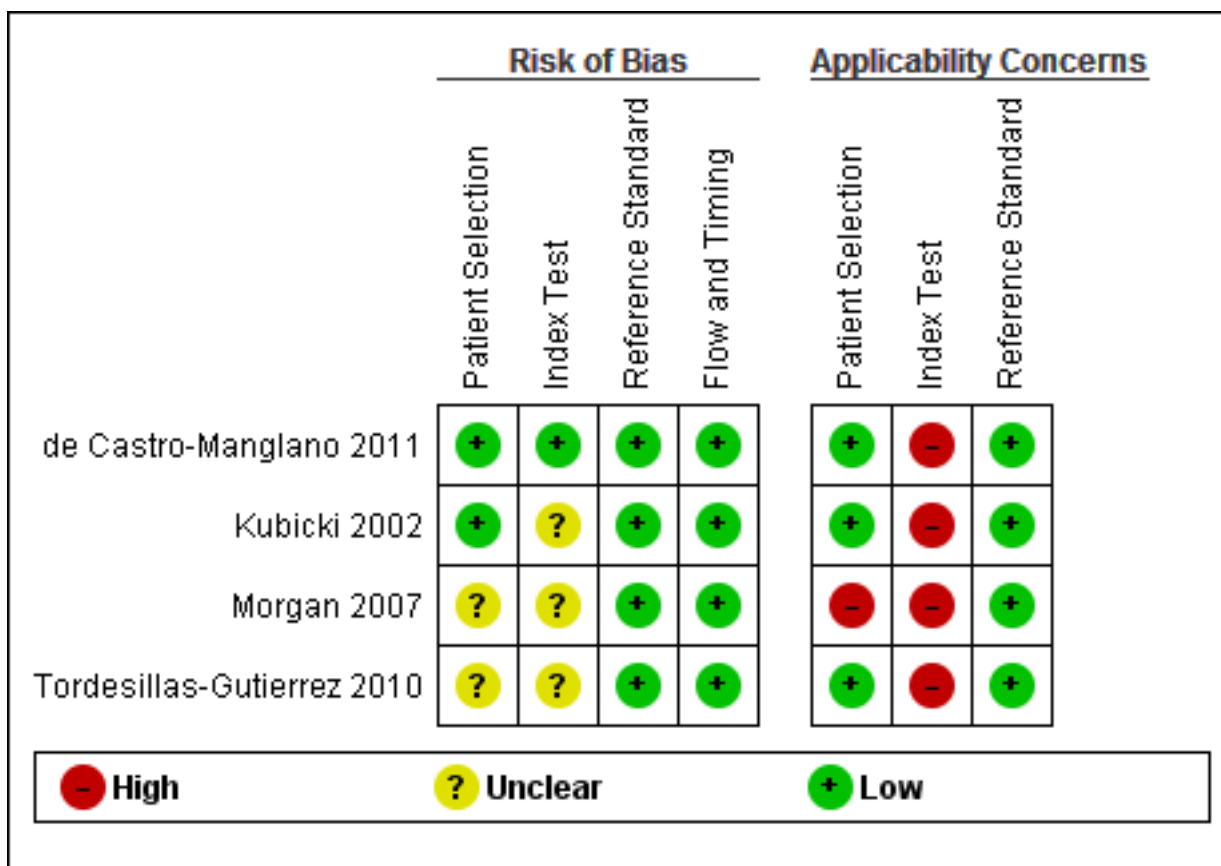 Risk of Bias Applicability Concerns
Patient Selection
Index Test
Reference Standard
Flow and Timing
Patient Selection
Index Test
Reference Standard
de Castro-Manglano 2011 + + + + + – +
Kubicki 2002 + ? + + + – +
Morgan 2007 ? ? + + – – +
Tordesillas-Gutierrez 2010 ? ? + + + – +
– High ? Unclear + Low